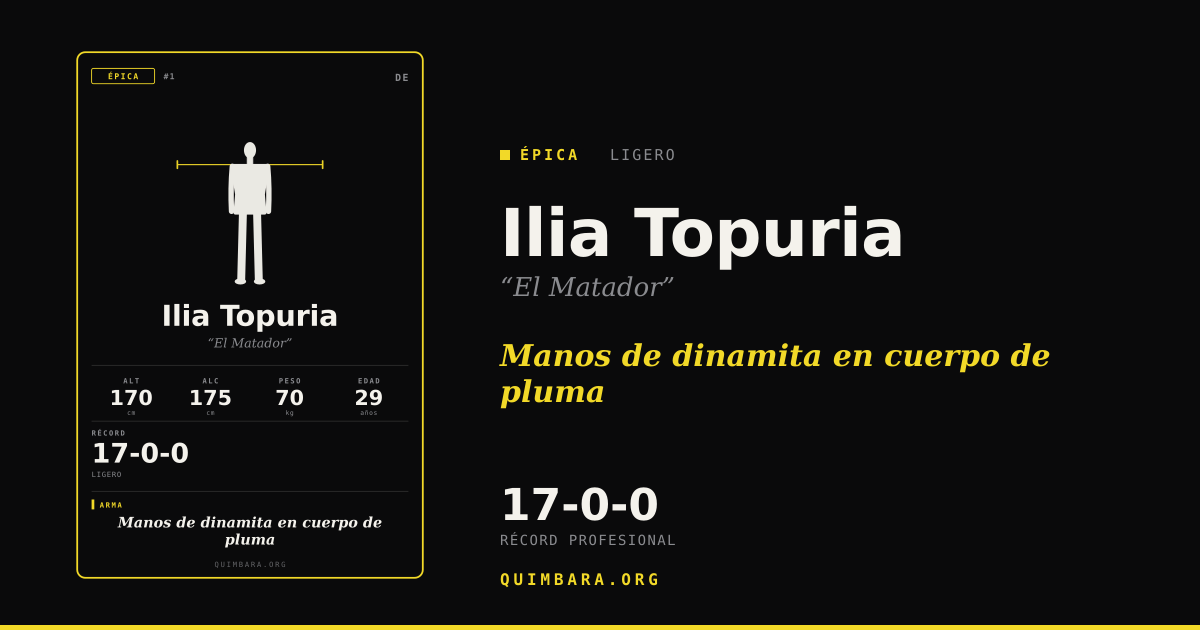 ÉPICA #1 DE
Ilia Topuria
“El Matador”
ALT ALC PESO EDAD
170 175 70 29
cm cm kg años
RÉCORD
17-0-0
LIGERO
ARMA
Manos de dinamita en cuerpo de
pluma
QUIMBARA.ORG
ÉPICA LIGERO
Ilia Topuria
“El Matador”
Manos de dinamita en cuerpo de
pluma
17-0-0
RÉCORD PROFESIONAL
QUIMBARA.ORG